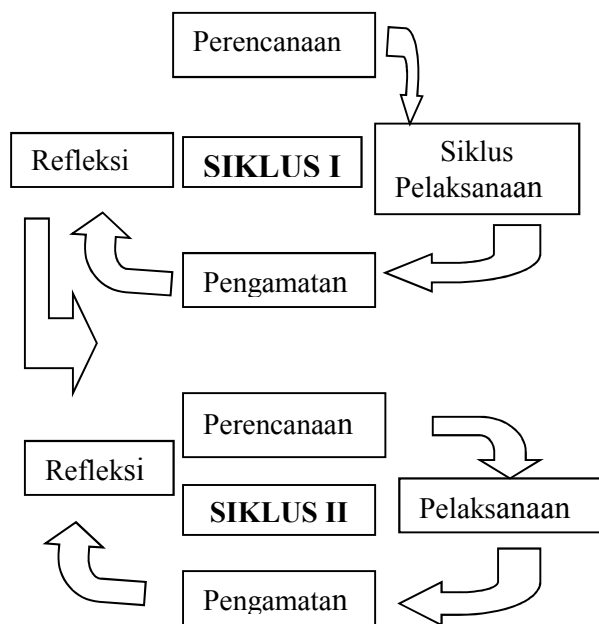 Perencanaan
Refleksi
SIKLUS I
Siklus
Pelaksanaan
Pengamatan
Perencanaan
Refleksi
SIKLUS II
Pelaksanaan
Pengamatan